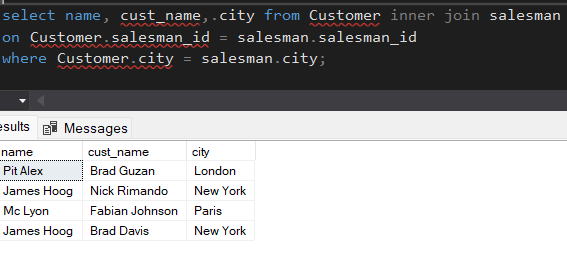 select name, cust_name,.city from Customer inner join salesman
on Customer.salesman_id = salesman.salesman_id
where Customer.city = salesman.city;
esults Messages
name cust_name city
Pit Alex Brad Guzan London
James Hoog Nick Rimando New York
Mc Lyon Fabian Johnson Paris
James Hoog Brad Davis New York